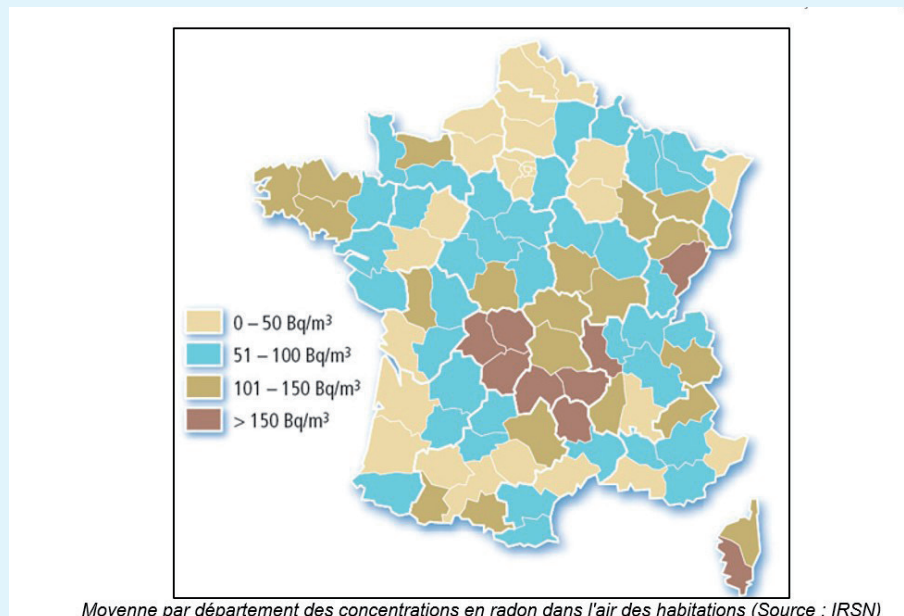 0 – 50 Bq/m³
51 – 100 Bq/m³
101 – 150 Bq/m³
> 150 Bq/m³
Moyenne par département des concentrations en radon dans l'air des habitations (Source : IRSN)